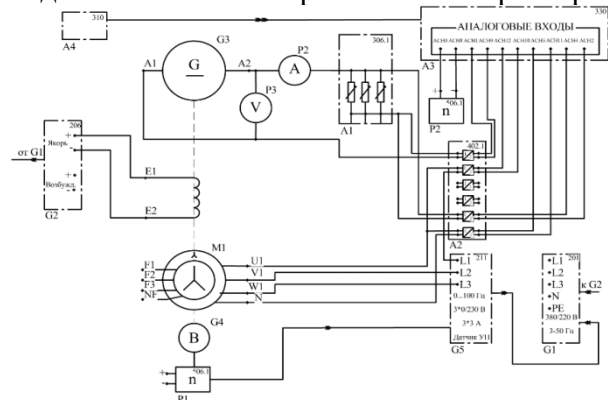 310
A4
G3
G
A1
A2
P2
A
P3
V
306.1
A1
330
АНАЛОГОВЫЕ ВХОДЫ
A3
506.1
n
P2
402.1
A2
от G1
206
Якорь
+
-
Возбужд.
+
-
G2
E1
E2
M1
F1
F2
F3
NF
U1
V1
W1
N
211
L1
L2
L3
0...100 Гц
3*0/230 В
3*3 А
Датчик У11
G5
201
L1
L2
L3
N
PE
380/220 В
3-50 Гц
G1
к G2
G4
B
506.1
n
+
-
P1